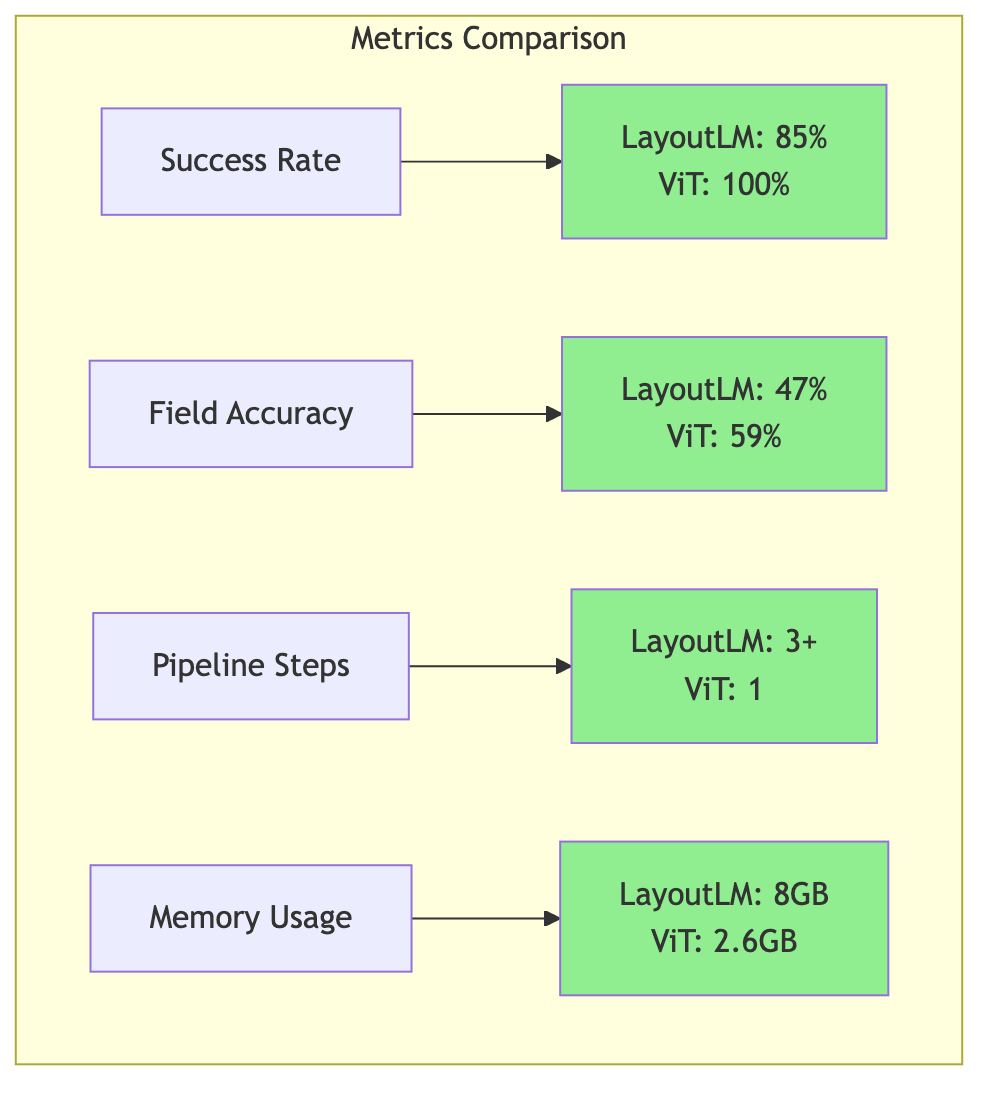 Metrics Comparison
Success Rate
LayoutLM: 85%
ViT: 100%
Field Accuracy
LayoutLM: 47%
ViT: 59%
Pipeline Steps
LayoutLM: 3+
ViT: 1
Memory Usage
LayoutLM: 8GB
ViT: 2.6GB